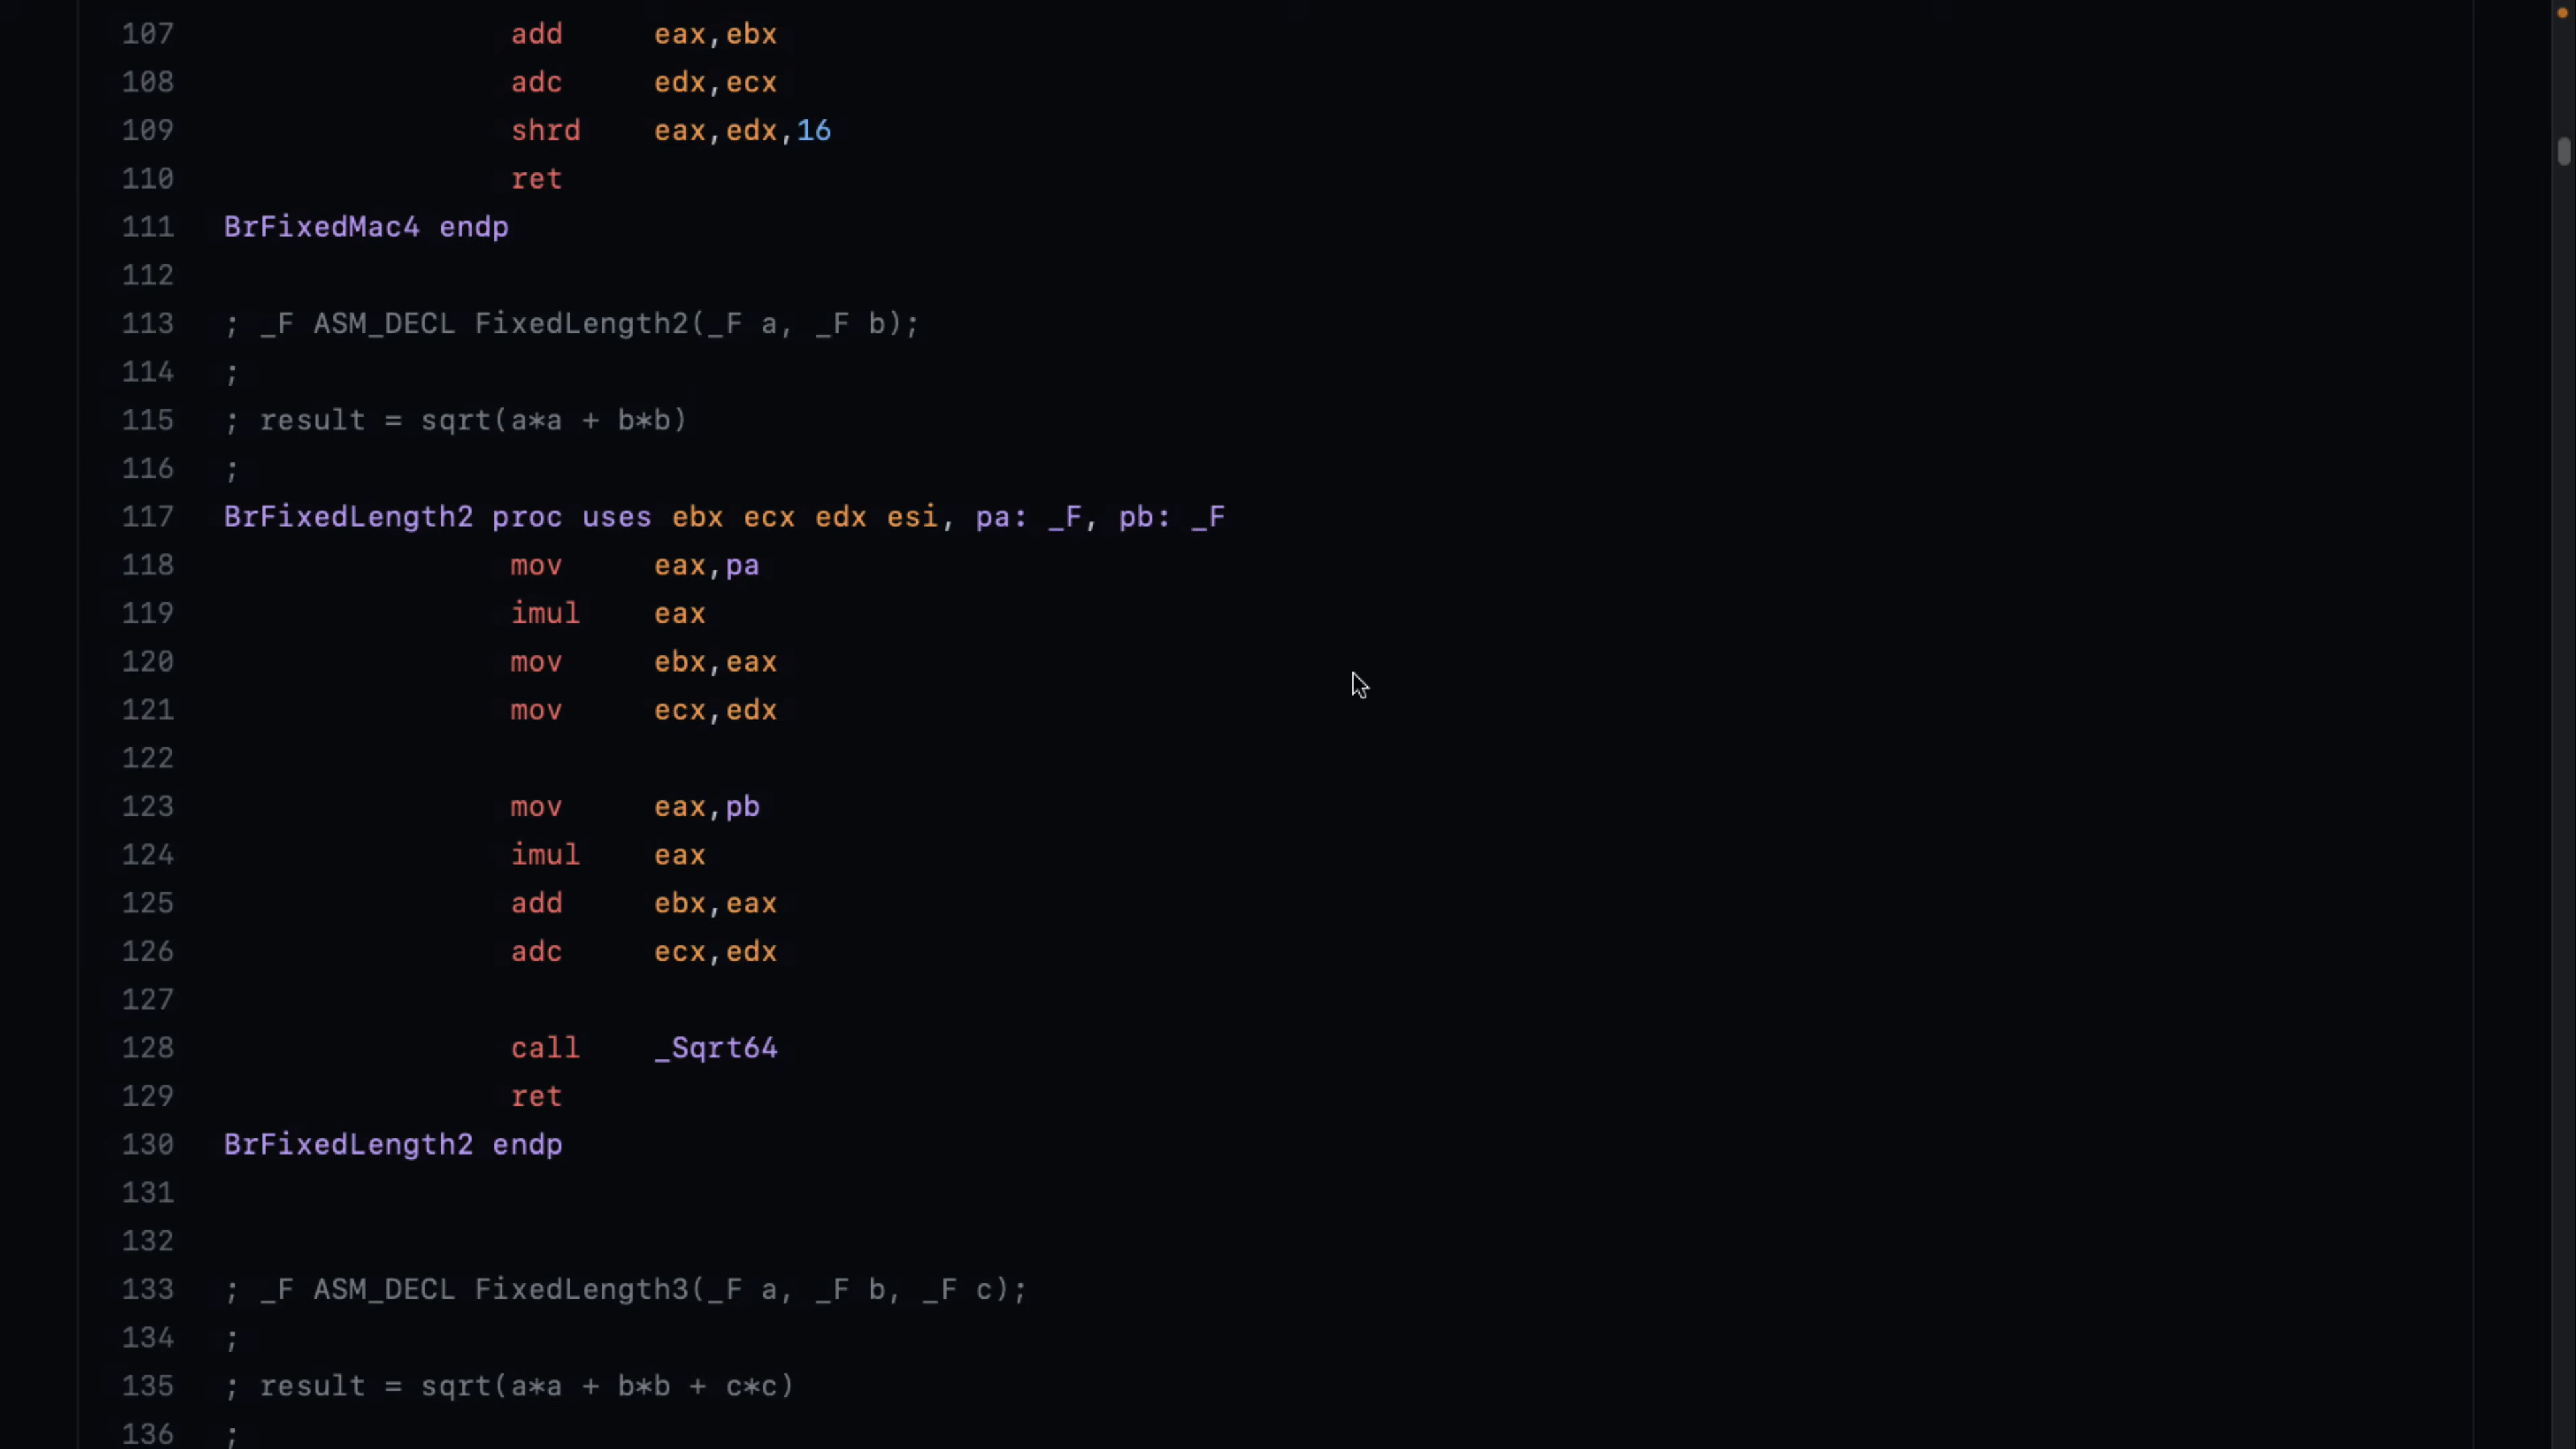 107 add eax,ebx
108 adc edx,ecx
109 shrd eax,edx,16
110 ret
111 BrFixedMac4 endp
112
113 ; _F ASM_DECL FixedLength2(_F a, _F b);
114 ;
115 ; result = sqrt(a*a + b*b)
116 ;
117 BrFixedLength2 proc uses ebx ecx edx esi, pa: _F, pb: _F
118 mov eax,pa
119 imul eax
120 mov ebx,eax
121 mov ecx,edx
122
123 mov eax,pb
124 imul eax
125 add ebx,eax
126 adc ecx,edx
127
128 call _Sqrt64
129 ret
130 BrFixedLength2 endp
131
132
133 ; _F ASM_DECL FixedLength3(_F a, _F b, _F c);
134 ;
135 ; result = sqrt(a*a + b*b + c*c)
136 ;